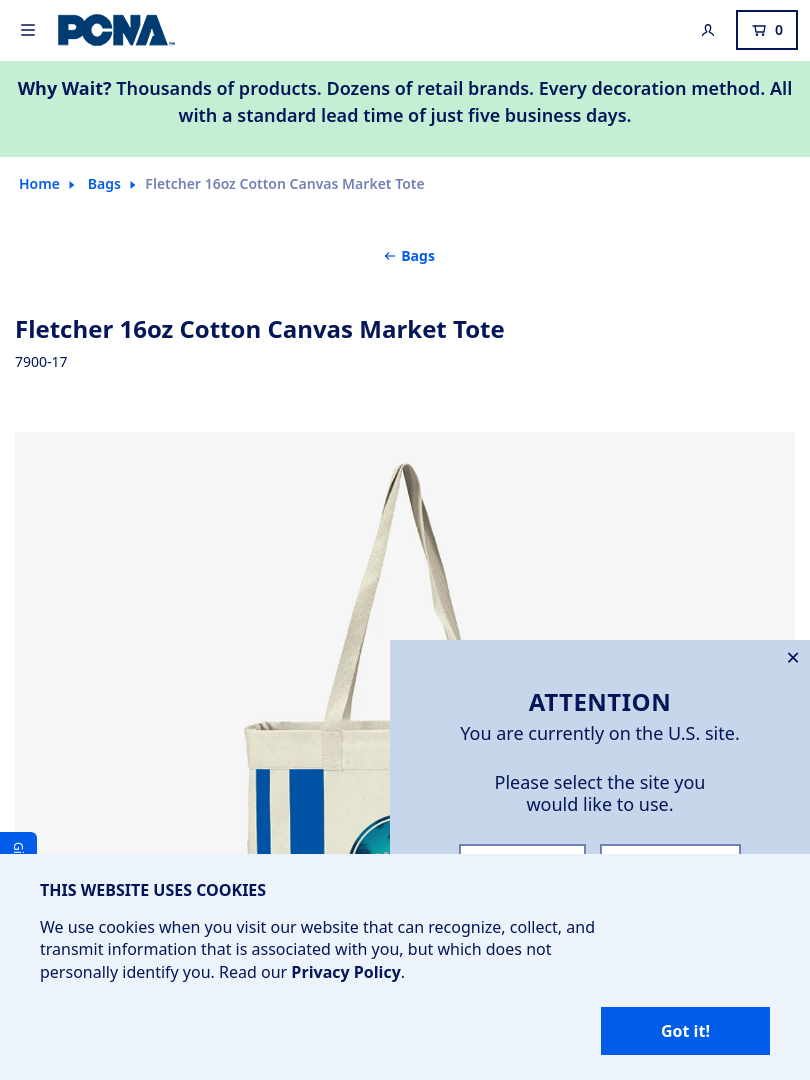 PCNA™
0
Why Wait? Thousands of products. Dozens of retail brands. Every decoration method. All
with a standard lead time of just five business days.
Home
Bags
Fletcher 16oz Cotton Canvas Market Tote
← Bags
Fletcher 16oz Cotton Canvas Market Tote
7900-17
ATTENTION
You are currently on the U.S. site.
Please select the site you
would like to use.
THIS WEBSITE USES COOKIES
We use cookies when you visit our website that can recognize, collect, and
transmit information that is associated with you, but which does not
personally identify you. Read our Privacy Policy.
Got it!